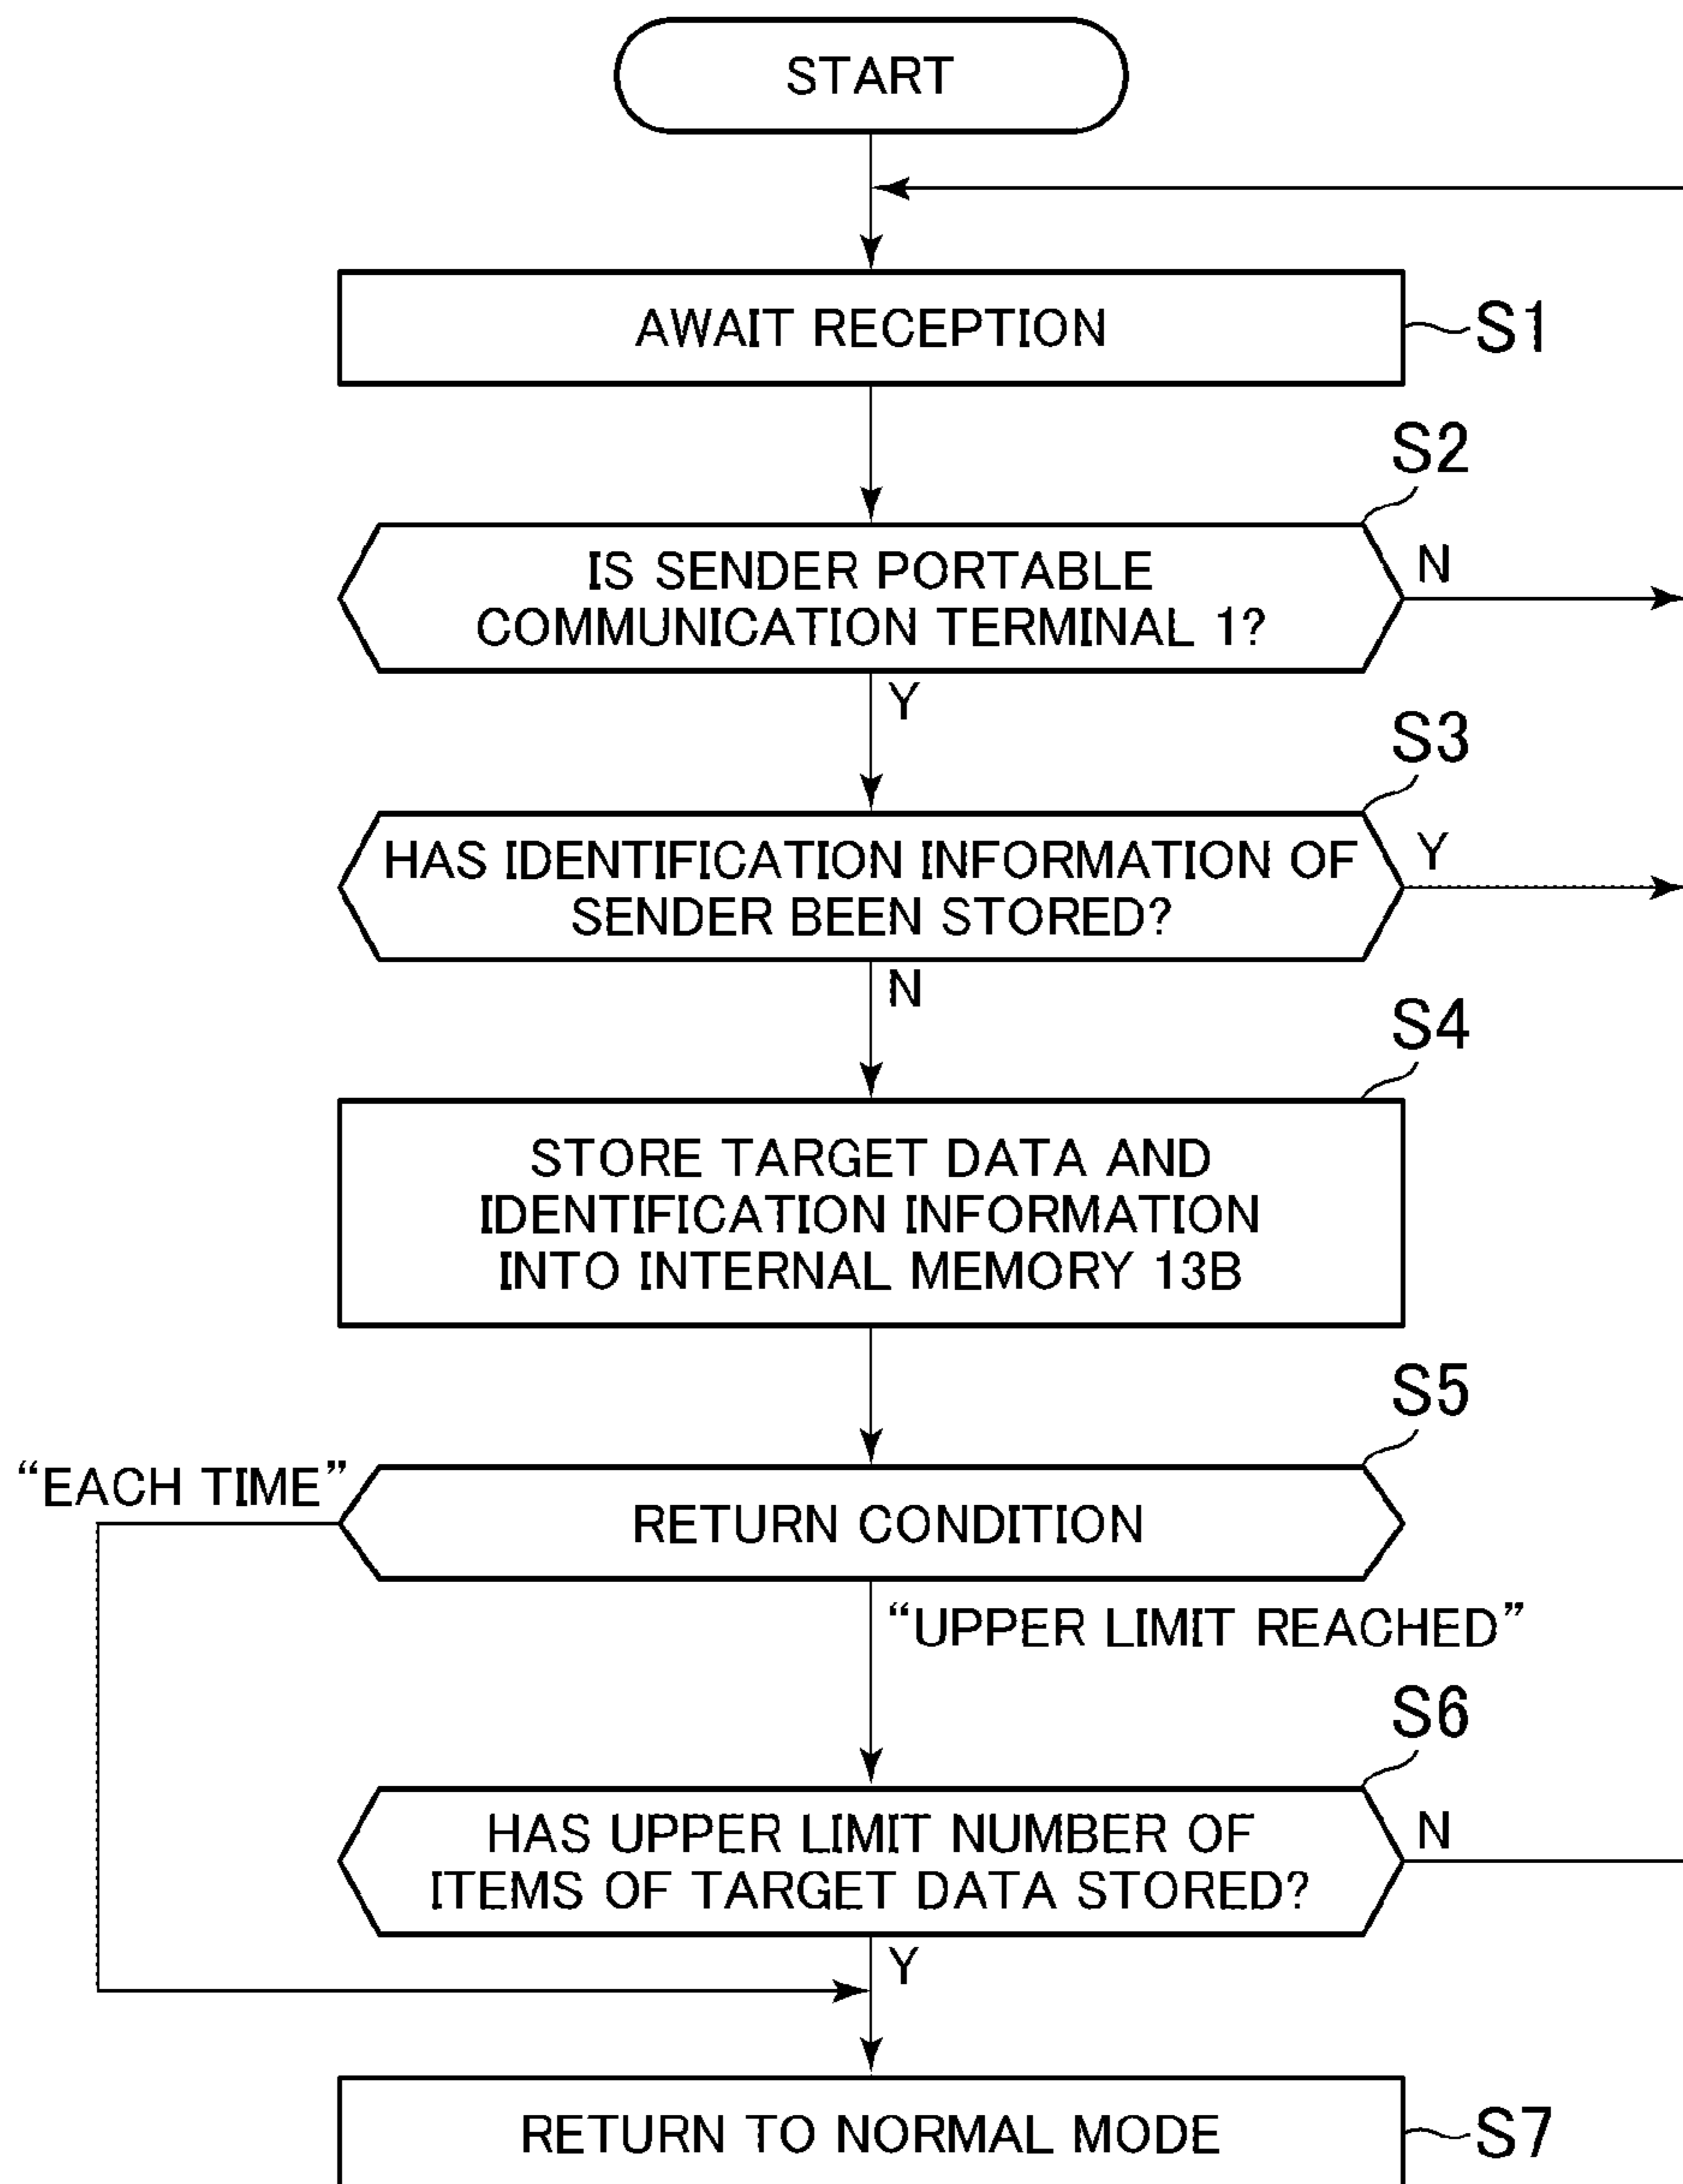 START
AWAIT RECEPTION
S1
S2
IS SENDER PORTABLE
COMMUNICATION TERMINAL 1?
N
Y
S3
HAS IDENTIFICATION INFORMATION OF
SENDER BEEN STORED?
Y
N
S4
STORE TARGET DATA AND
IDENTIFICATION INFORMATION
INTO INTERNAL MEMORY 13B
S5
“EACH TIME”
RETURN CONDITION
“UPPER LIMIT REACHED”
S6
HAS UPPER LIMIT NUMBER OF
ITEMS OF TARGET DATA STORED?
N
Y
RETURN TO NORMAL MODE
S7